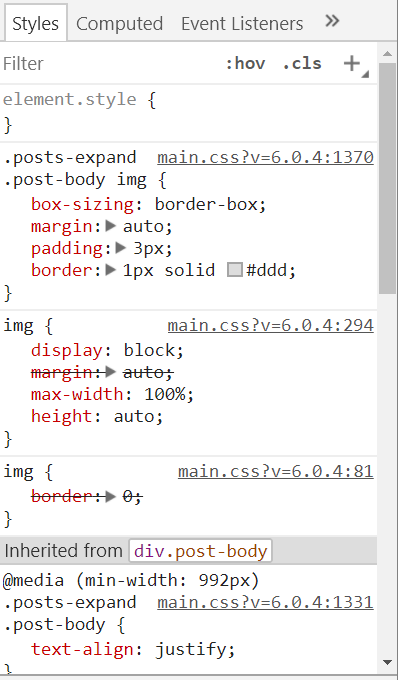 Styles Computed Event Listeners »
Filter :hov .cls +
element.style {
}
.posts-expand main.css?v=6.0.4:1370
.post-body img {
box-sizing: border-box;
margin: auto;
padding: 3px;
border: 1px solid #ddd;
}
img { main.css?v=6.0.4:294
display: block;
margin: auto;
max-width: 100%;
height: auto;
}
img { main.css?v=6.0.4:81
border: 0;
}
Inherited from div.post-body
@media (min-width: 992px)
.posts-expand main.css?v=6.0.4:1331
.post-body {
text-align: justify;
}